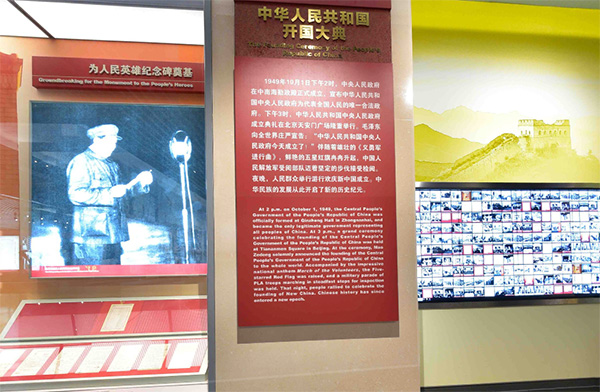 为人民英雄纪念碑奠基
Groundbreaking for the Monument to the People's Heroes
中华人民共和国
开国大典
The Founding Ceremony of the People's
Republic of China
1949年10月1日下午2时，中央人民政府
在中南海勤政殿正式成立，宣布中华人民共和
国中央人民政府为代表全国人民的唯一合法政
府。下午3时，中华人民共和国中央人民政府
成立典礼在北京天安门广场隆重举行。毛泽东
向全世界庄严宣告："中华人民共和国中央人
民政府今天成立了！"伴随着雄壮的《义勇军
进行曲》，鲜艳的五星红旗冉冉升起，中国人
民解放军受阅部队迈着坚定的步伐接受检阅。
夜晚，人民群众举行游行欢庆新中国成立，中
华民族的发展从此开启了新的历史纪元。
At 2 p.m. on October 1, 1949, the Central People's
Government of the People's Republic of China was
officially formed at Qinzheng Hall in Zhongnanhai, and
became the only legitimate government representing
all peoples of China. At 3 p.m., a grand ceremony
celebrating the founding of the Central People's
Government of the People's Republic of China was held
at Tiananmen Square in Beijing. At the ceremony, Mao
Zedong solemnly announced the founding of the Central
People's Government of the People's Republic of China
to the whole world. Accompanied by the impressive
national anthem March of the Volunteers, the Five-
starred Red Flag was raised, and a military parade of
PLA troops marching in steadfast steps for inspection
was held. That night, people rallied to celebrate the
founding of New China. Chinese history has since
entered a new epoch.